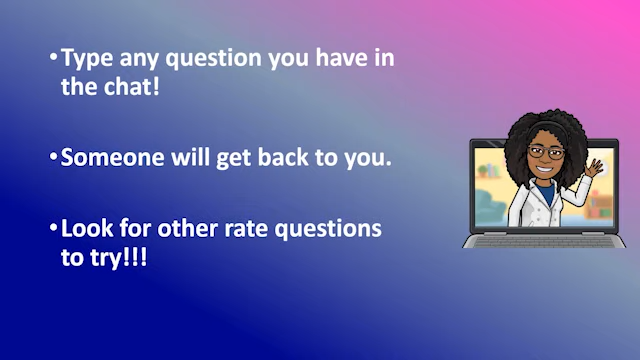 •Type any question you have in
the chat!
•Someone will get back to you.
•Look for other rate questions
to try!!!